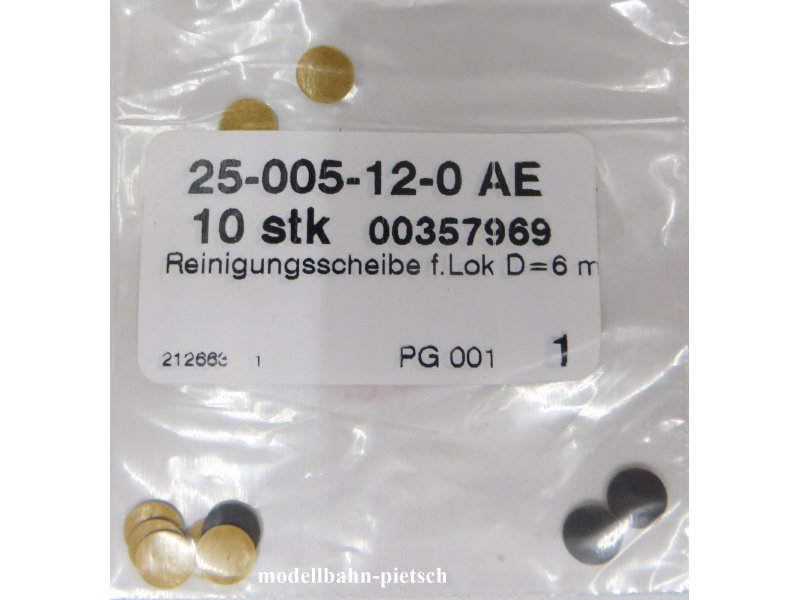 25-005-12-0 AE
10 stk 00357969
Reinigungsscheibe f.Lok D=6 m
212663 1 PG 001 1
modellbahn-pietsch